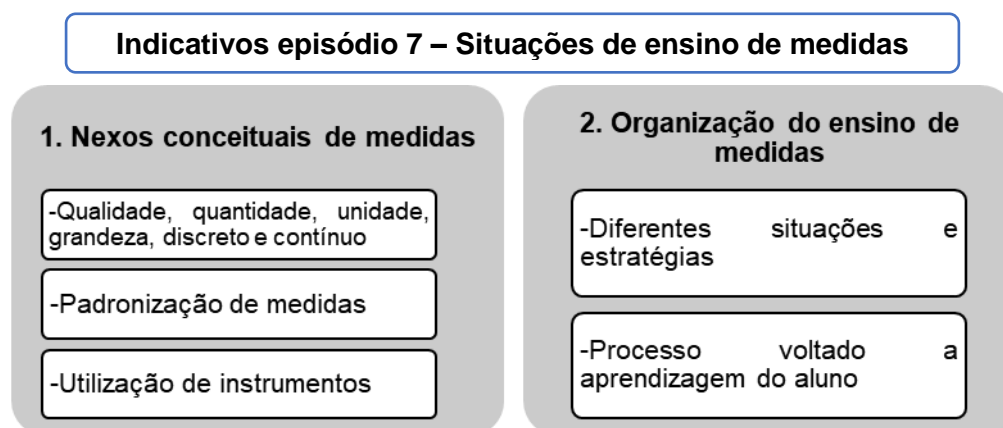 Indicativos episódio 7 – Situações de ensino de medidas
1. Nexos conceituais de medidas
-Qualidade, quantidade, unidade,
grandeza, discreto e contínuo
-Padronização de medidas
-Utilização de instrumentos
2. Organização do ensino de
medidas
-Diferentes situações e
estratégias
-Processo voltado a
aprendizagem do aluno